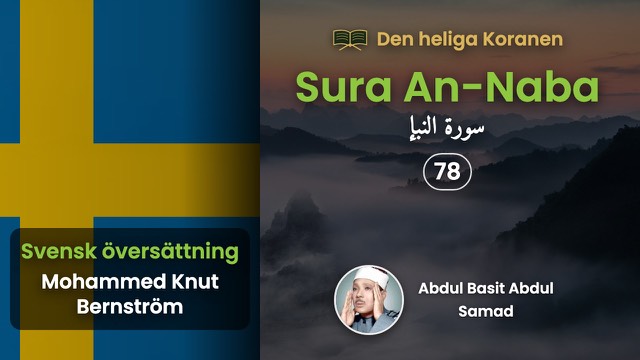 Den heliga Koranen
Sura An-Naba
سورة النبإ
78
Svensk översättning
Mohammed Knut
Bernström
Abdul Basit Abdul
Samad